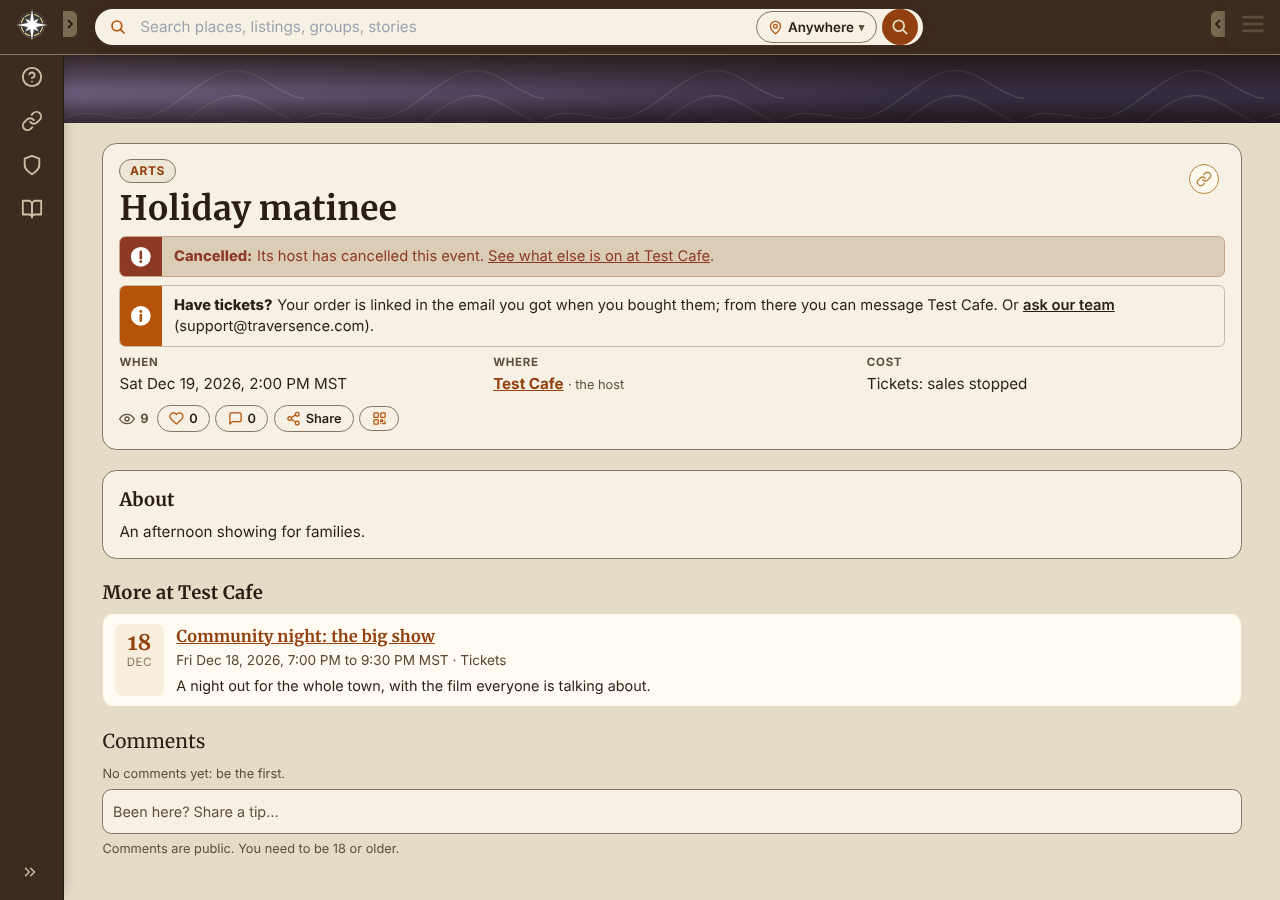 Search places, listings, groups, stories
Anywhere ▾
ARTS
Holiday matinee
Cancelled: Its host has cancelled this event. See what else is on at Test Cafe.
Have tickets? Your order is linked in the email you got when you bought them; from there you can message Test Cafe. Or ask our team
(support@traversence.com).
WHEN
Sat Dec 19, 2026, 2:00 PM MST
WHERE
Test Cafe · the host
COST
Tickets: sales stopped
9
0
0
Share
About
An afternoon showing for families.
More at Test Cafe
18
DEC
Community night: the big show
Fri Dec 18, 2026, 7:00 PM to 9:30 PM MST · Tickets
A night out for the whole town, with the film everyone is talking about.
Comments
No comments yet: be the first.
Been here? Share a tip...
Comments are public. You need to be 18 or older.